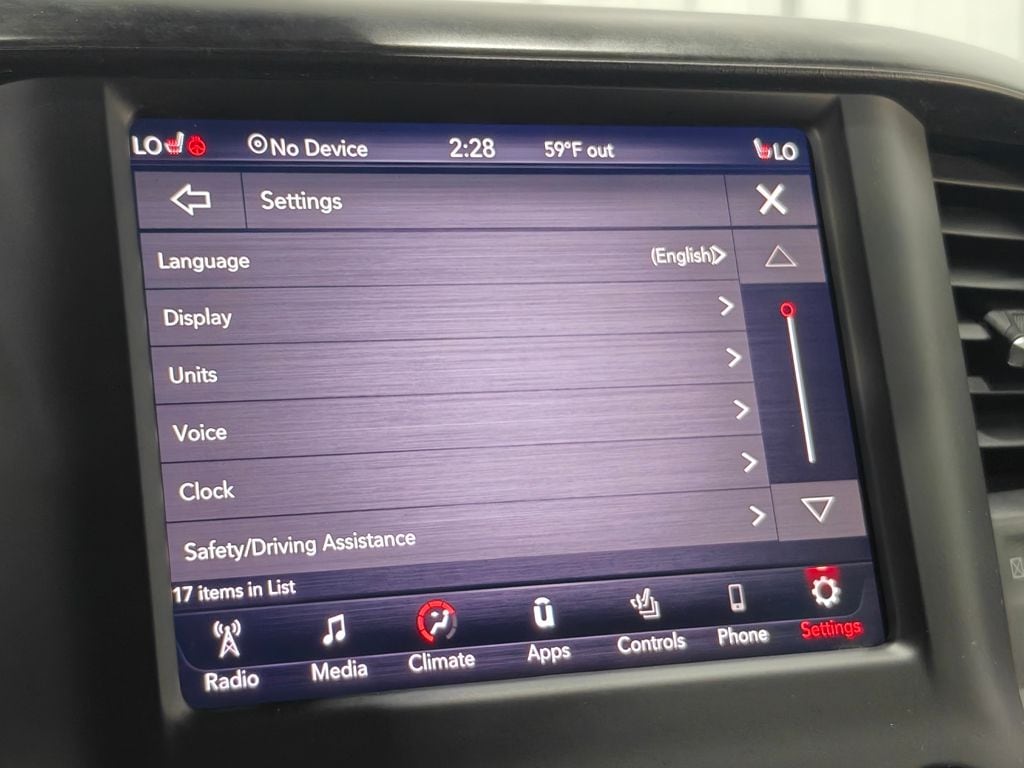 LO No Device 2:28 59°F out LO
Settings
Language (English)
Display
Units
Voice
Clock
Safety/Driving Assistance
17 items in List
Radio Media Climate Apps Controls Phone Settings